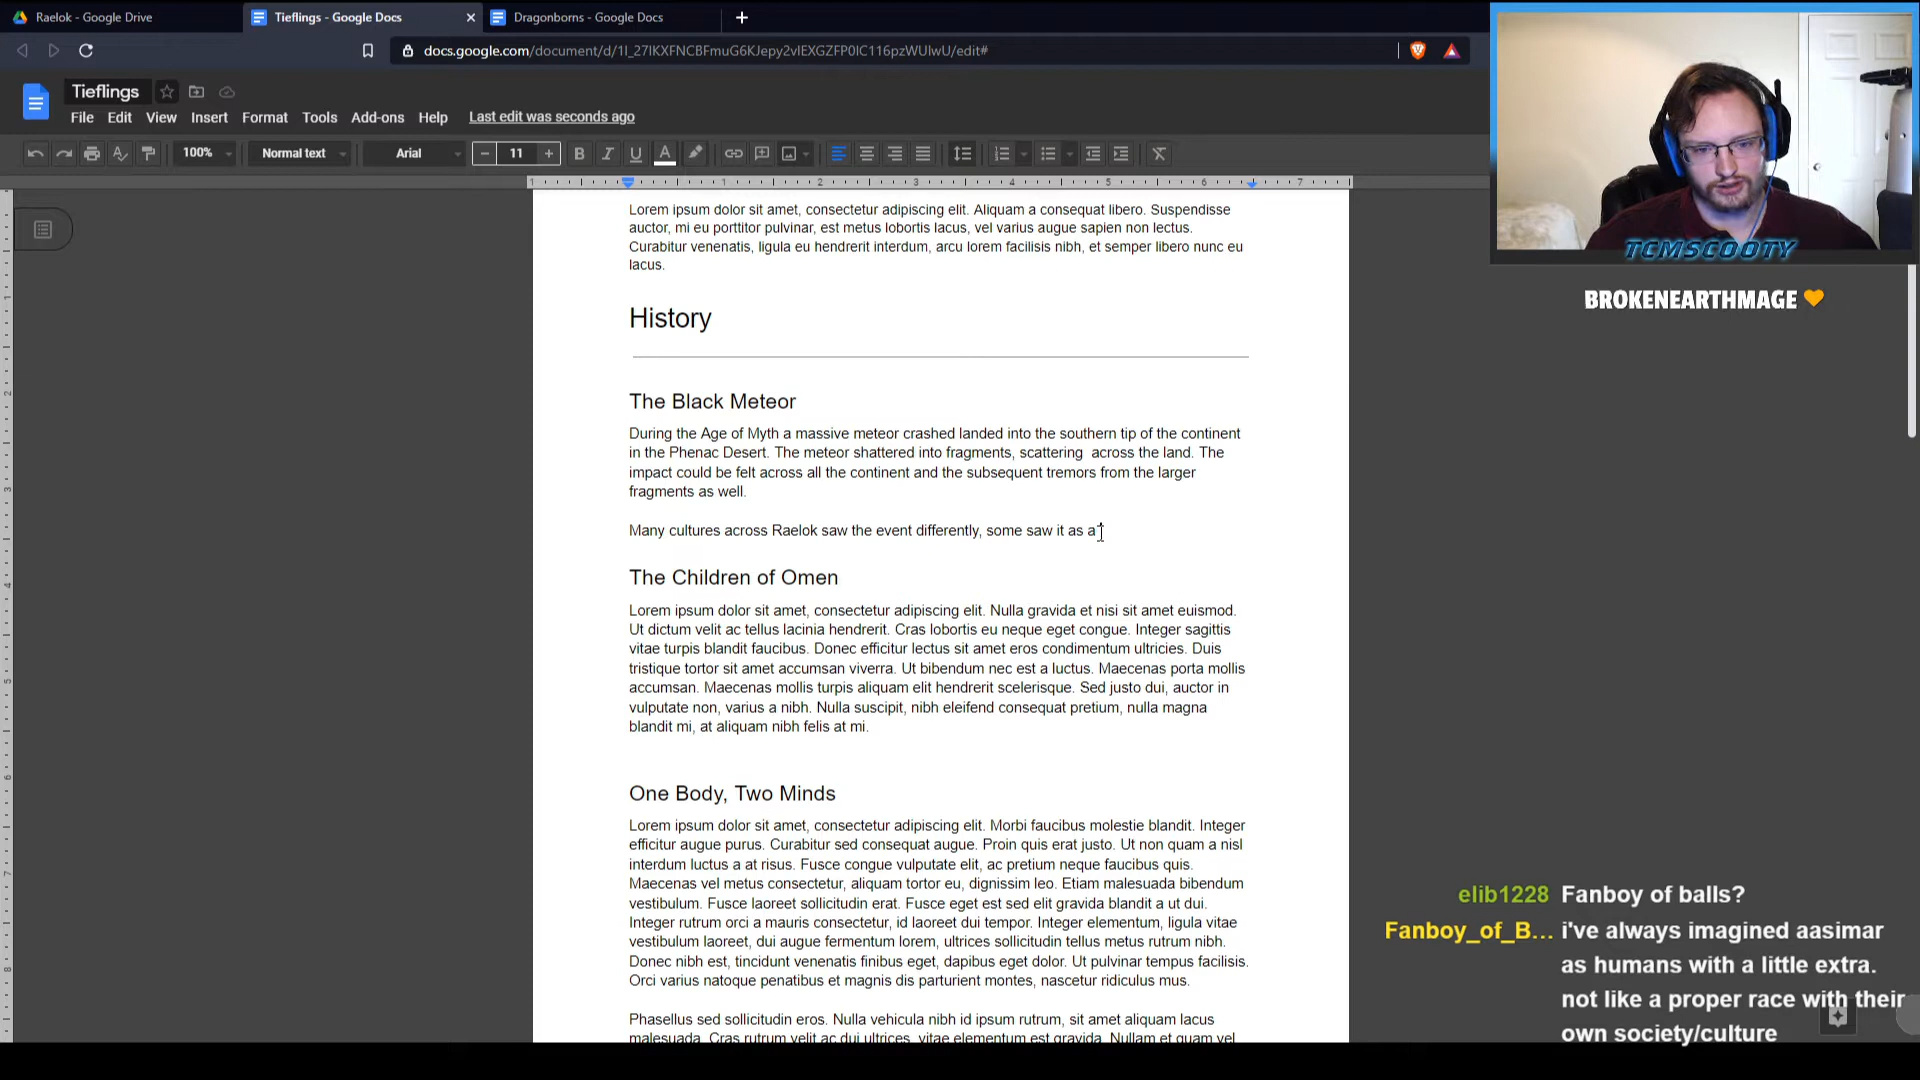 Raelok - Google Drive
Tieflings - Google Docs
Dragonborns - Google Docs
docs.google.com/document/d/1I_27IKXFNCBFmuG6KJepy2vIEXGZFP0IC116pzWUIwU/edit#
Tieflings
File Edit View Insert Format Tools Add-ons Help Last edit was seconds ago
100% Normal text Arial 11
Lorem ipsum dolor sit amet, consectetur adipiscing elit. Aliquam a consequat libero. Suspendisse
auctor, mi eu porttitor pulvinar, est metus lobortis lacus, vel varius augue sapien non lectus.
Curabitur venenatis, ligula eu hendrerit interdum, arcu lorem facilisis nibh, et semper libero nunc eu
lacus.
History
The Black Meteor
During the Age of Myth a massive meteor crashed landed into the southern tip of the continent
in the Phenac Desert. The meteor shattered into fragments, scattering  across the land. The
impact could be felt across all the continent and the subsequent tremors from the larger
fragments as well.
Many cultures across Raelok saw the event differently, some saw it as a
The Children of Omen
Lorem ipsum dolor sit amet, consectetur adipiscing elit. Nulla gravida et nisi sit amet euismod.
Ut dictum velit ac tellus lacinia hendrerit. Cras lobortis eu neque eget congue. Integer sagittis
vitae turpis blandit faucibus. Donec efficitur lectus sit amet eros condimentum ultricies. Duis
tristique tortor sit amet accumsan viverra. Ut bibendum nec est a luctus. Maecenas porta mollis
accumsan. Maecenas mollis turpis aliquam elit hendrerit scelerisque. Sed justo dui, auctor in
vulputate non, varius a nibh. Nulla suscipit, nibh eleifend consequat pretium, nulla magna
blandit mi, at aliquam nibh felis at mi.
One Body, Two Minds
Lorem ipsum dolor sit amet, consectetur adipiscing elit. Morbi faucibus molestie blandit. Integer
efficitur augue purus. Curabitur sed consequat augue. Proin quis erat justo. Ut non quam a nisl
interdum luctus a at risus. Fusce congue vulputate elit, ac pretium neque faucibus quis.
Maecenas vel metus consectetur, aliquam tortor eu, dignissim leo. Etiam malesuada bibendum
vestibulum. Fusce laoreet sollicitudin erat. Fusce eget est sed elit gravida blandit a ut dui.
Integer rutrum orci a mauris consectetur, id laoreet dui tempor. Integer elementum, ligula vitae
vestibulum laoreet, dui augue fermentum lorem, ultrices sollicitudin tellus metus rutrum nibh.
Donec nibh est, tincidunt venenatis finibus eget, dapibus eget dolor. Ut pulvinar tempus facilisis.
Orci varius natoque penatibus et magnis dis parturient montes, nascetur ridiculus mus.
Phasellus sed sollicitudin eros. Nulla vehicula nibh id ipsum rutrum, sit amet aliquam lacus
malesuada. Cras rutrum velit ac dui ultrices, vitae elementum est gravida. Nullam et quam vel
TCMSCOOTY
BROKENEARTHMAGE 🧡
elib1228 Fanboy of balls?
Fanboy_of_B... i've always imagined aasimar
as humans with a little extra.
not like a proper race with their
own society/culture